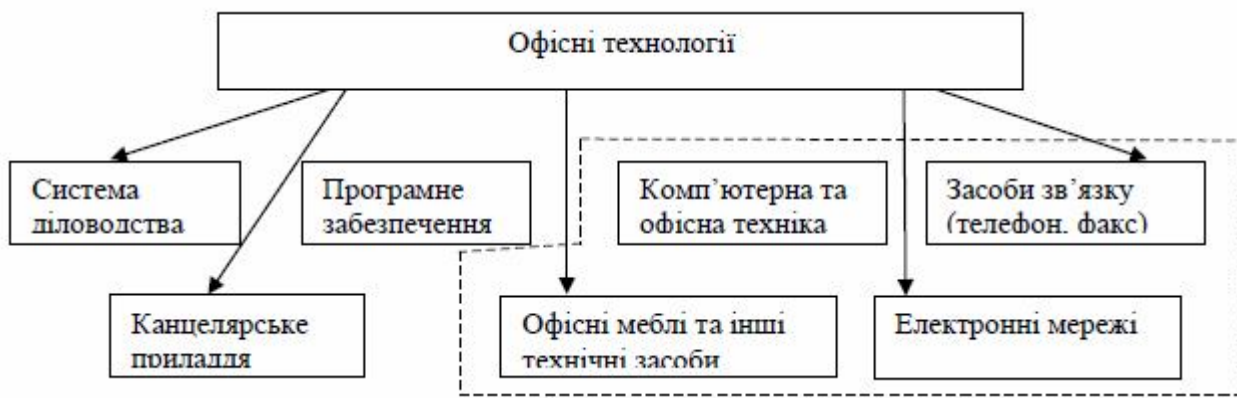 Офісні технології
Система
діловодства
Програмне
забезпечення
Комп’ютерна та
офісна техніка
Засоби зв’язку
(телефон, факс)
Канцелярське
приладдя
Офісні меблі та інші
технічні засоби
Електронні мережі